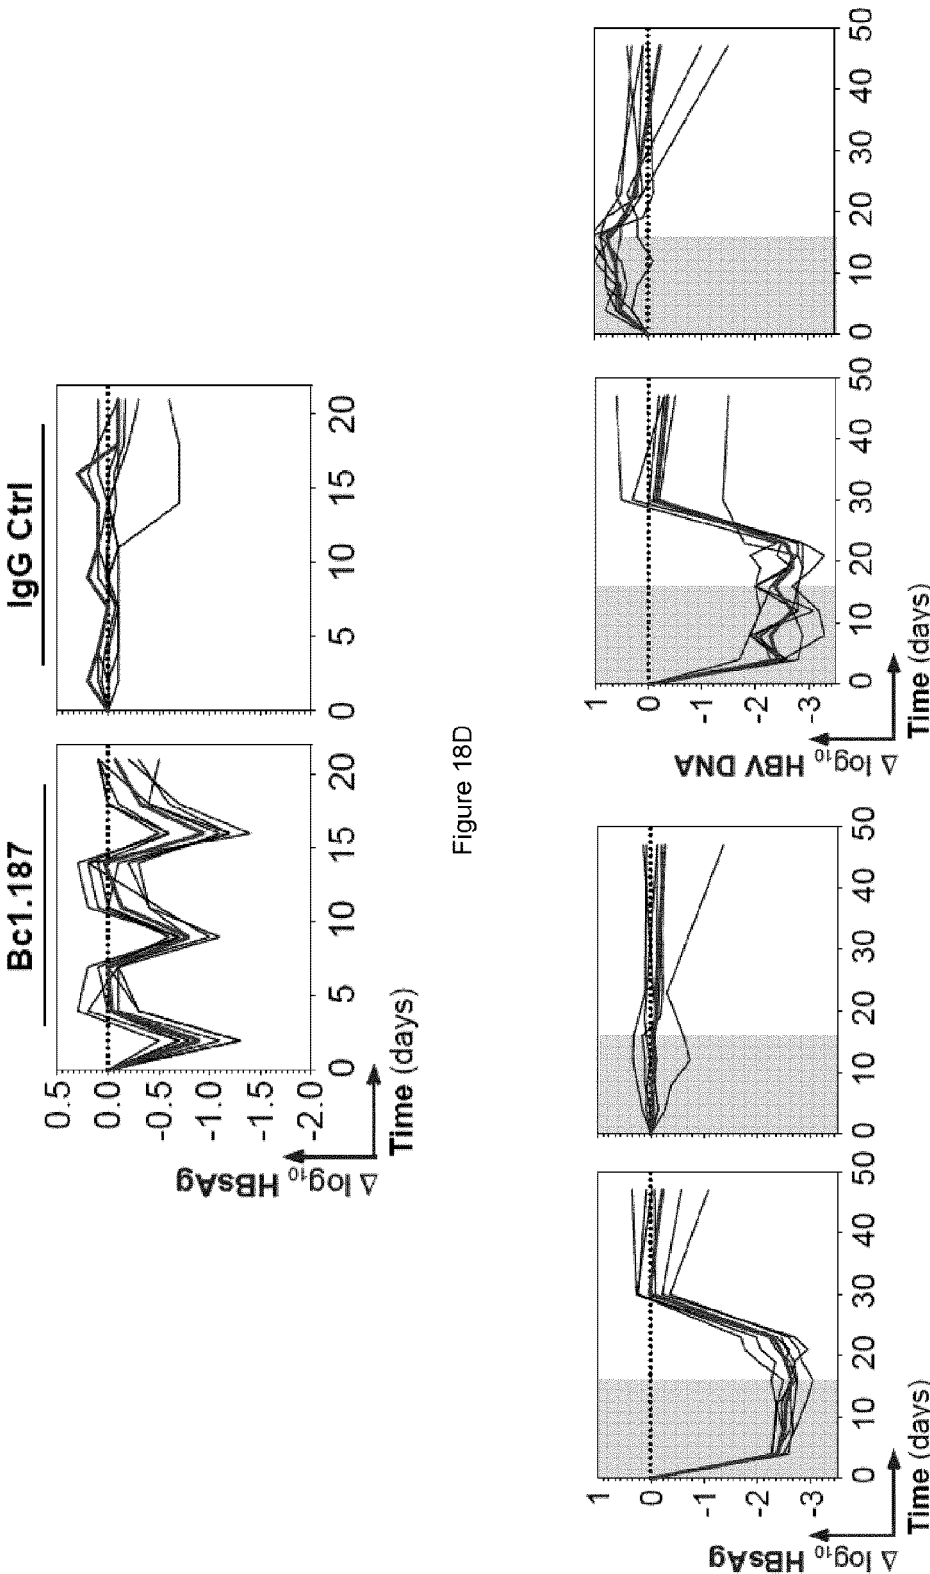 Bc1.187
IgG Ctrl
0.5
0.0
-0.5
-1.0
-1.5
-2.0
Δ log₁₀ HBsAg
0 5 10 15 20
0 5 10 15 20
Time (days)
Figure 18D
1
0
-1
-2
-3
Δ log₁₀ HBsAg
0 10 20 30 40 50
0 10 20 30 40 50
Time (days)
1
0
-1
-2
-3
Δ log₁₀ HBV DNA
0 10 20 30 40 50
0 10 20 30 40 50
Time (days)